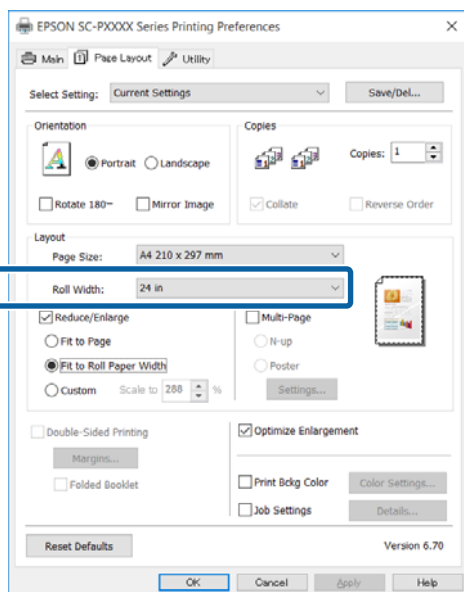 EPSON SC-PXXXX Series Printing Preferences
Main Page Layout Utility
Select Setting: Current Settings Save/Del...
Orientation Copies
Portrait Landscape Copies: 1
Rotate 180° Mirror Image Collate Reverse Order
Layout
Page Size: A4 210 x 297 mm
Roll Width: 24 in
Reduce/Enlarge Multi-Page
Fit to Page N-up
Fit to Roll Paper Width Poster
Custom Scale to 288 % Settings...
Double-Sided Printing Optimize Enlargement
Margins...
Folded Booklet Print Bckg Color Color Settings...
Job Settings Details...
Reset Defaults Version 6.70
OK Cancel Apply Help